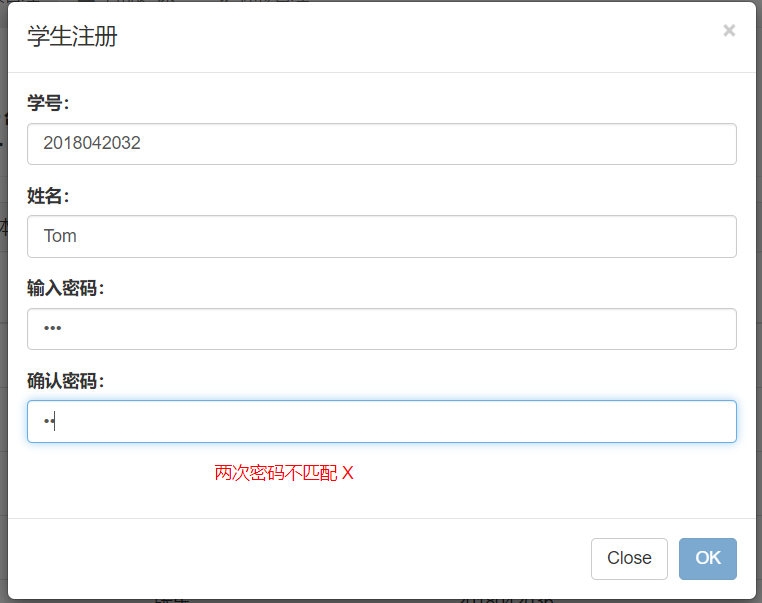 学生注册 ×
学号：
2018042032
姓名：
Tom
输入密码：
•••
确认密码：
••
两次密码不匹配 X
Close OK